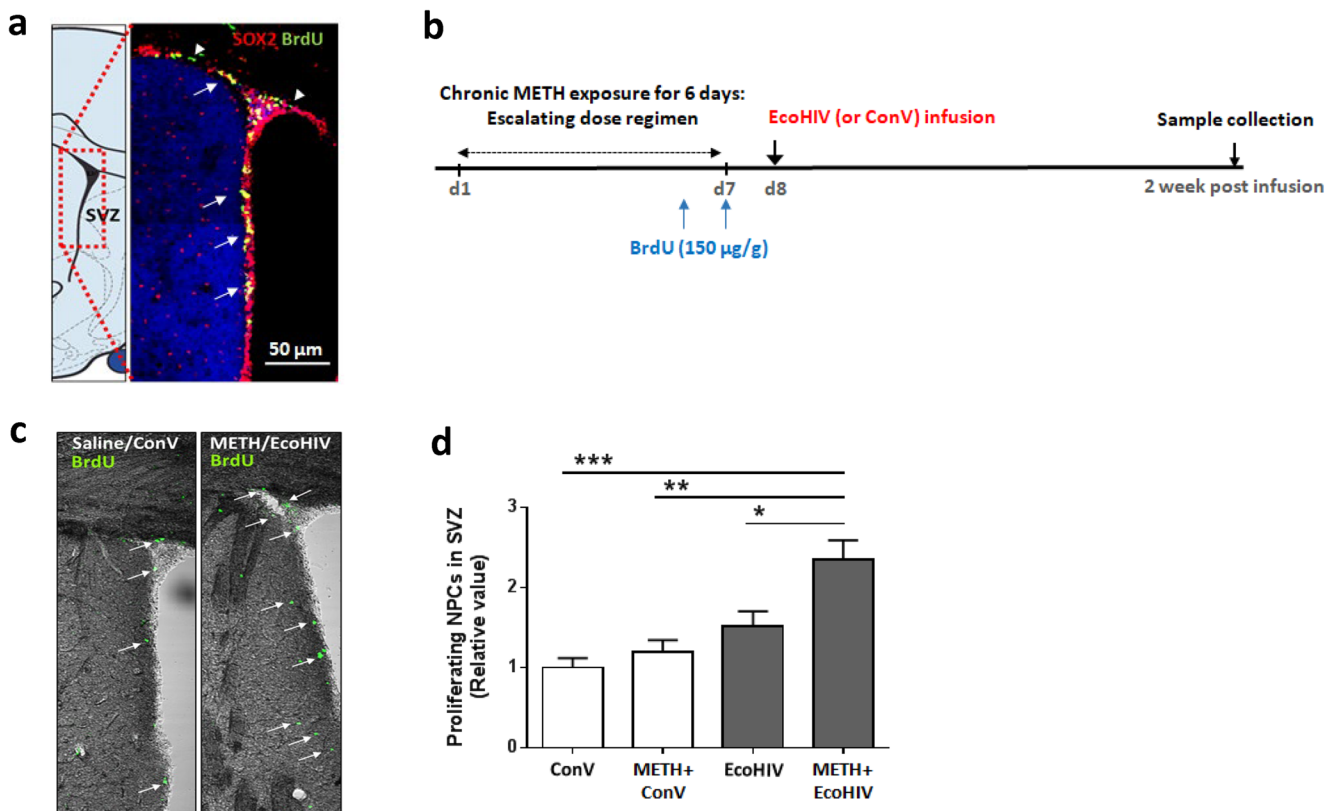 a
SOX2 BrdU
SVZ
50 µm
b
Chronic METH exposure for 6 days:
Escalating dose regimen
EcoHIV (or ConV) infusion
Sample collection
d1
d7
d8
2 week post infusion
BrdU (150 µg/g)
c
Saline/ConV
BrdU
METH/EcoHIV
BrdU
d
***
**
*
Proliferating NPCs in SVZ
(Relative value)
3
2
1
0
ConV
METH+
ConV
EcoHIV
METH+
EcoHIV